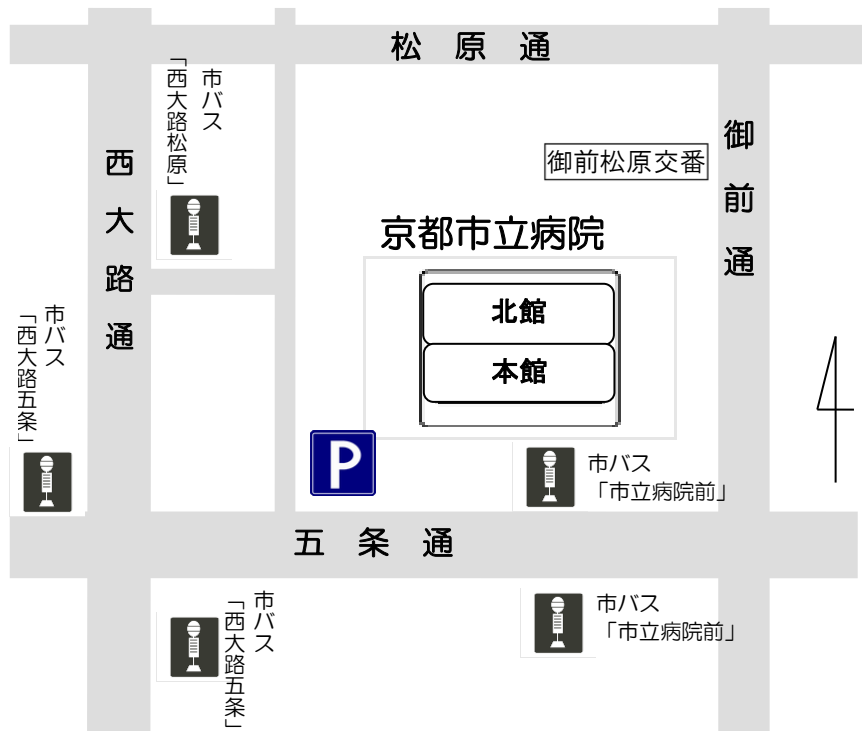 松原通
市バス
「西大路松原」
御前通
御前松原交番
西大路通
京都市立病院
北館
本館
市バス
「西大路五条」
P
市バス
「市立病院前」
五条通
市バス
「西大路五条」
市バス
「市立病院前」